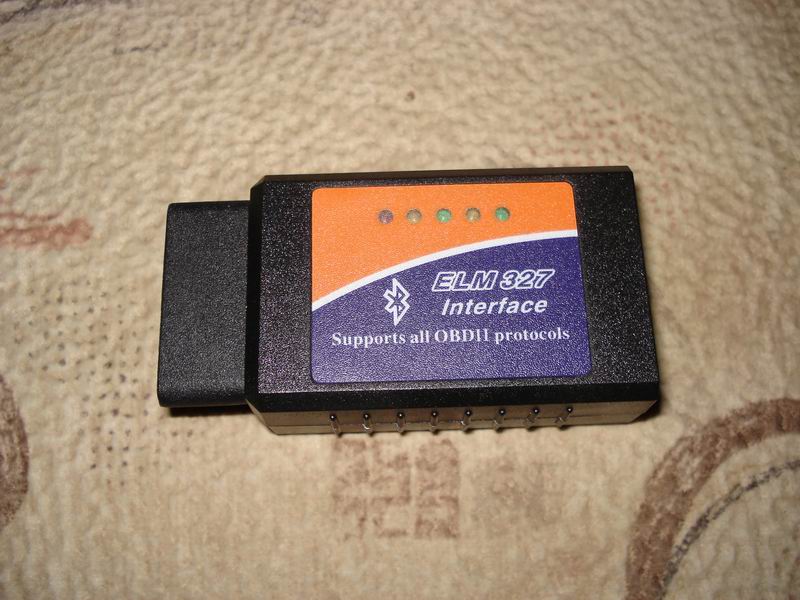 ELM 327
Interface
Supports all OBDII protocols